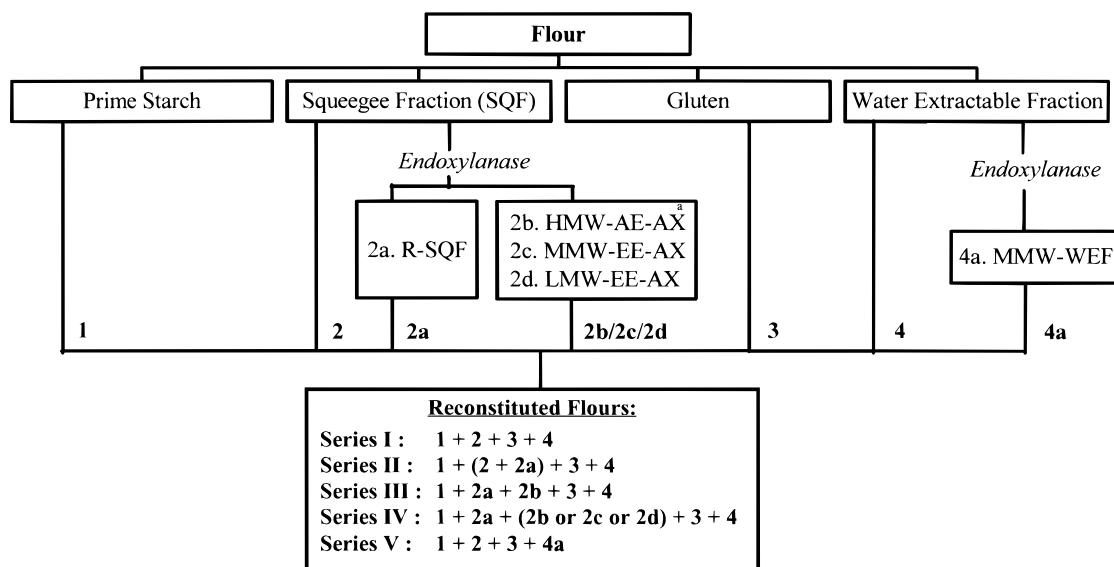 Flour
Prime Starch
Squeegee Fraction (SQF)
Gluten
Water Extractable Fraction
Endoxylanase
Endoxylanase
2a. R-SQF
2b. HMW-AE-AX a
2c. MMW-EE-AX
2d. LMW-EE-AX
4a. MMW-WEF
1
2
2a
2b/2c/2d
3
4
4a
Reconstituted Flours:
Series I : 1 + 2 + 3 + 4
Series II : 1 + (2 + 2a) + 3 + 4
Series III : 1 + 2a + 2b + 3 + 4
Series IV : 1 + 2a + (2b or 2c or 2d) + 3 + 4
Series V : 1 + 2 + 3 + 4a